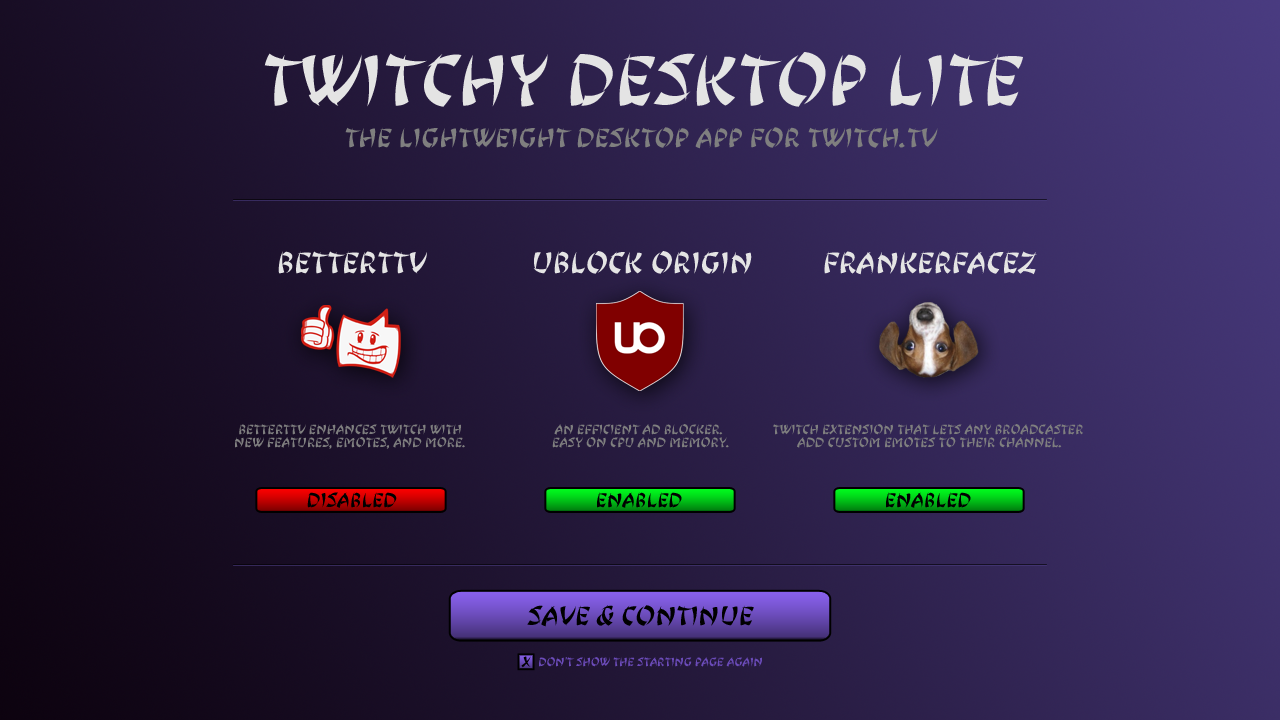 TWITCHY DESKTOP LITE
THE LIGHTWEIGHT DESKTOP APP FOR TWITCH.TV
BETTERTTV
UBLOCK ORIGIN
FRANKERFACEZ
UO
BETTERTTV ENHANCES TWITCH WITH
NEW FEATURES, EMOTES, AND MORE.
AN EFFICIENT AD BLOCKER.
EASY ON CPU AND MEMORY.
TWITCH EXTENSION THAT LETS ANY BROADCASTER
ADD CUSTOM EMOTES TO THEIR CHANNEL.
DISABLED
ENABLED
ENABLED
SAVE & CONTINUE
X DON'T SHOW THE STARTING PAGE AGAIN